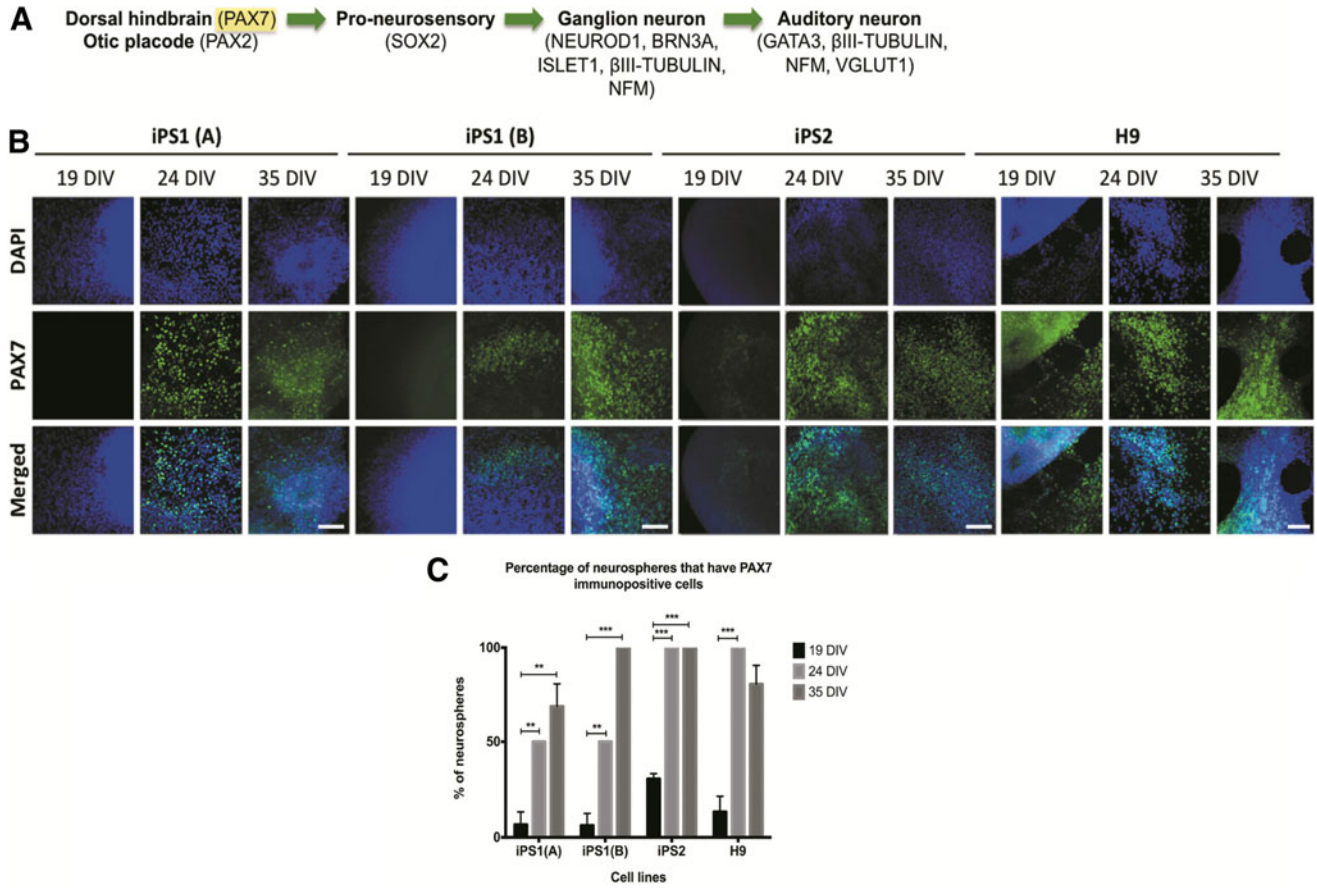 A
Dorsal hindbrain (PAX7)
Otic placode (PAX2)
Pro-neurosensory
(SOX2)
Ganglion neuron
(NEUROD1, BRN3A,
ISLET1, βIII-TUBULIN,
NFM)
Auditory neuron
(GATA3, βIII-TUBULIN,
NFM, VGLUT1)
B
iPS1 (A) iPS1 (B) iPS2 H9
19 DIV 24 DIV 35 DIV 19 DIV 24 DIV 35 DIV 19 DIV 24 DIV 35 DIV 19 DIV 24 DIV 35 DIV
DAPI
PAX7
Merged
C
Percentage of neurospheres that have PAX7
immunopositive cells
% of neurospheres
100
50
0
** **
** ***
*** ***
***
19 DIV
24 DIV
35 DIV
iPS1(A) iPS1(B) iPS2 H9
Cell lines